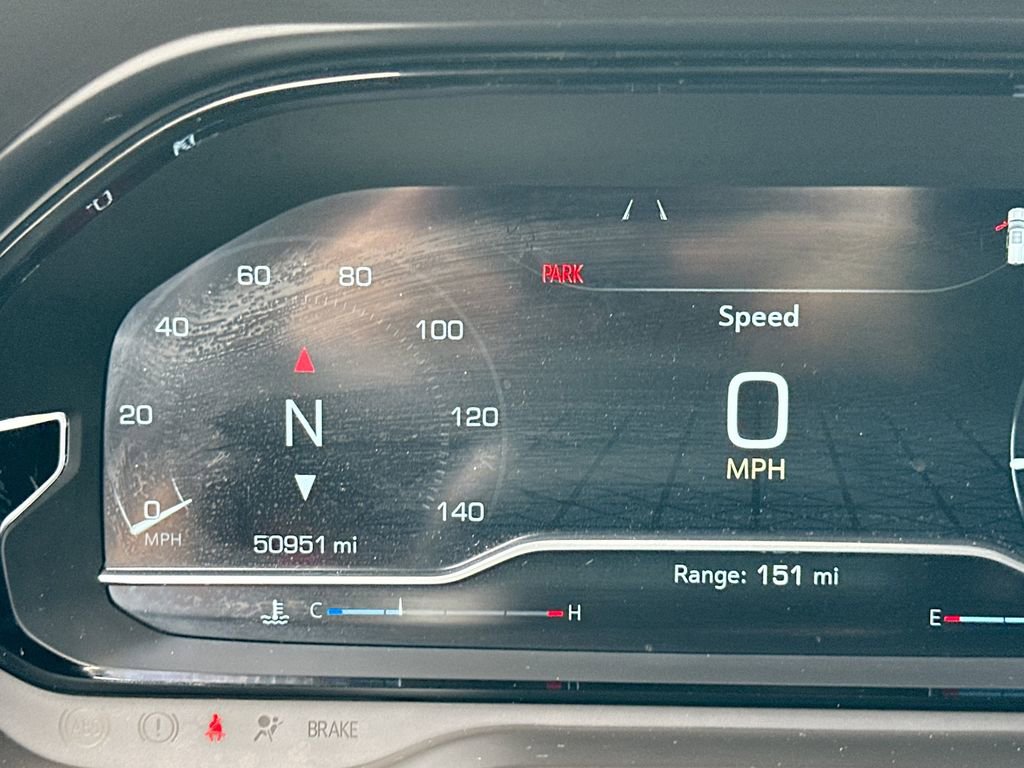 60 80
PARK
Speed
40 100
20 N 120
0
MPH
0
MPH
140
50951 mi
Range: 151 mi
C H
E
ABS
BRAKE